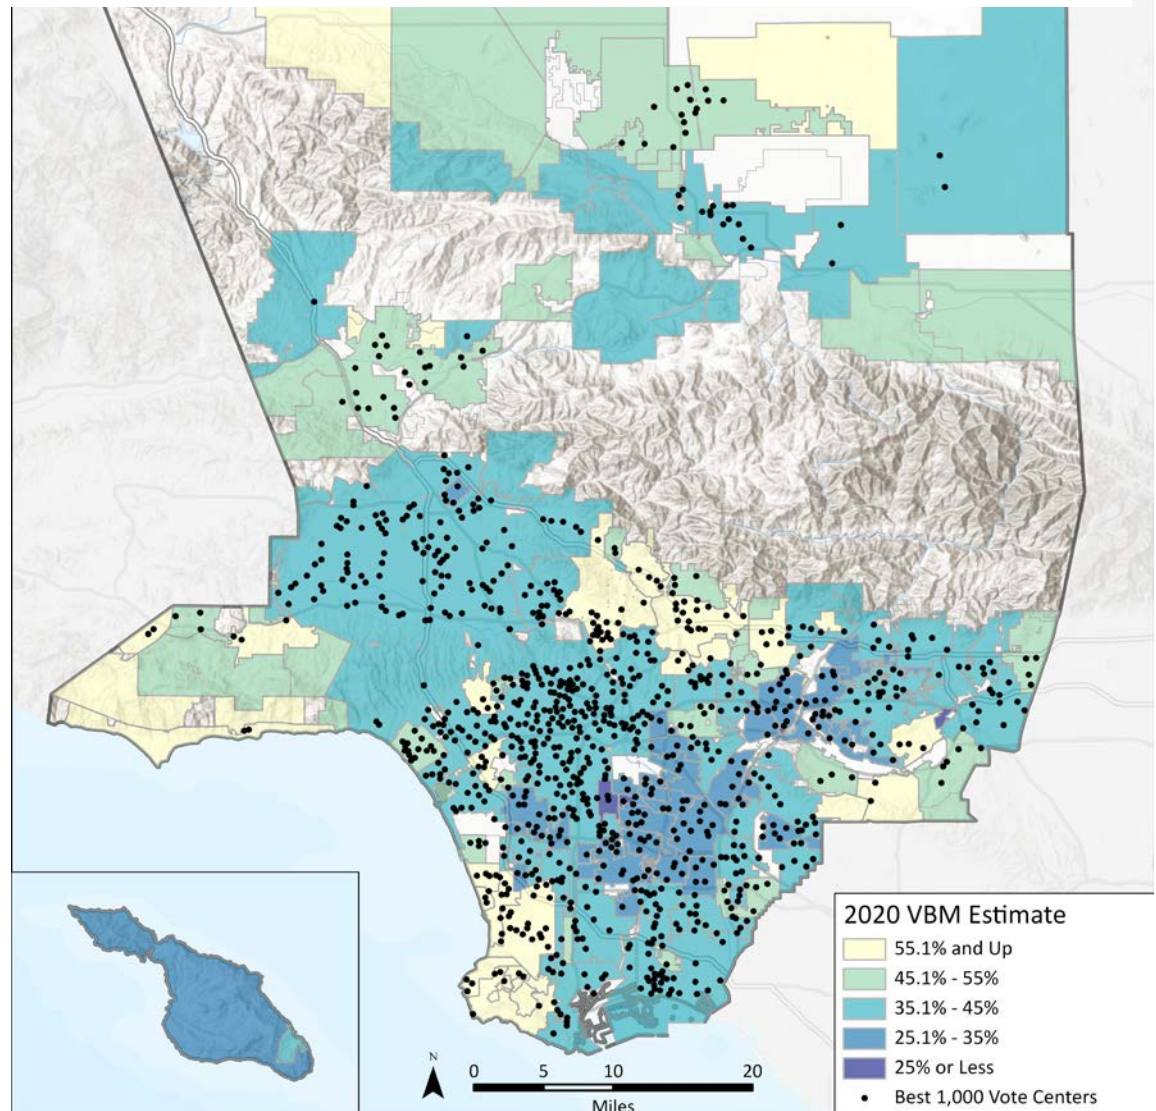 2020 VBM Estimate
55.1% and Up
45.1% - 55%
35.1% - 45%
25.1% - 35%
25% or Less
Best 1,000 Vote Centers
N
0 5 10 20
Miles